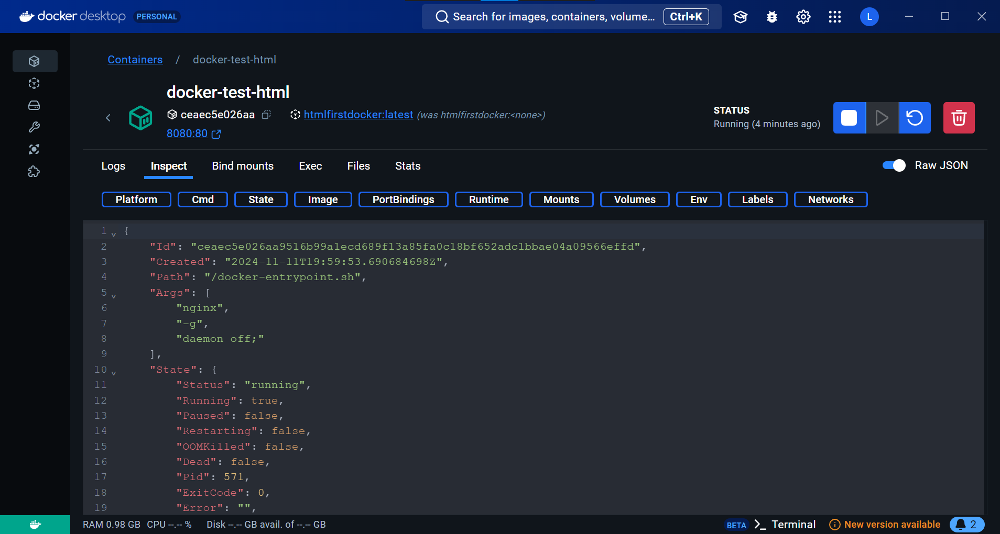 docker desktop PERSONAL Search for images, containers, volume... Ctrl+K L
Containers / docker-test-html
docker-test-html
ceaec5e026aa htmlfirstdocker:latest (was htmlfirstdocker:<none>)
8080:80
STATUS
Running (4 minutes ago)
Logs Inspect Bind mounts Exec Files Stats Raw JSON
Platform Cmd State Image PortBindings Runtime Mounts Volumes Env Labels Networks
1 {
2 "Id": "ceaec5e026aa9516b99a1ecd689f13a85fa0c18bf652adc1bbae04a09566effd",
3 "Created": "2024-11-11T19:59:53.690684698Z",
4 "Path": "/docker-entrypoint.sh",
5 "Args": [
6 "nginx",
7 "-g",
8 "daemon off;"
9 ],
10 "State": {
11 "Status": "running",
12 "Running": true,
13 "Paused": false,
14 "Restarting": false,
15 "OOMKilled": false,
16 "Dead": false,
17 "Pid": 571,
18 "ExitCode": 0,
19 "Error": "",
RAM 0.98 GB CPU --.-- % Disk --.-- GB avail. of --.-- GB BETA >_ Terminal New version available 2